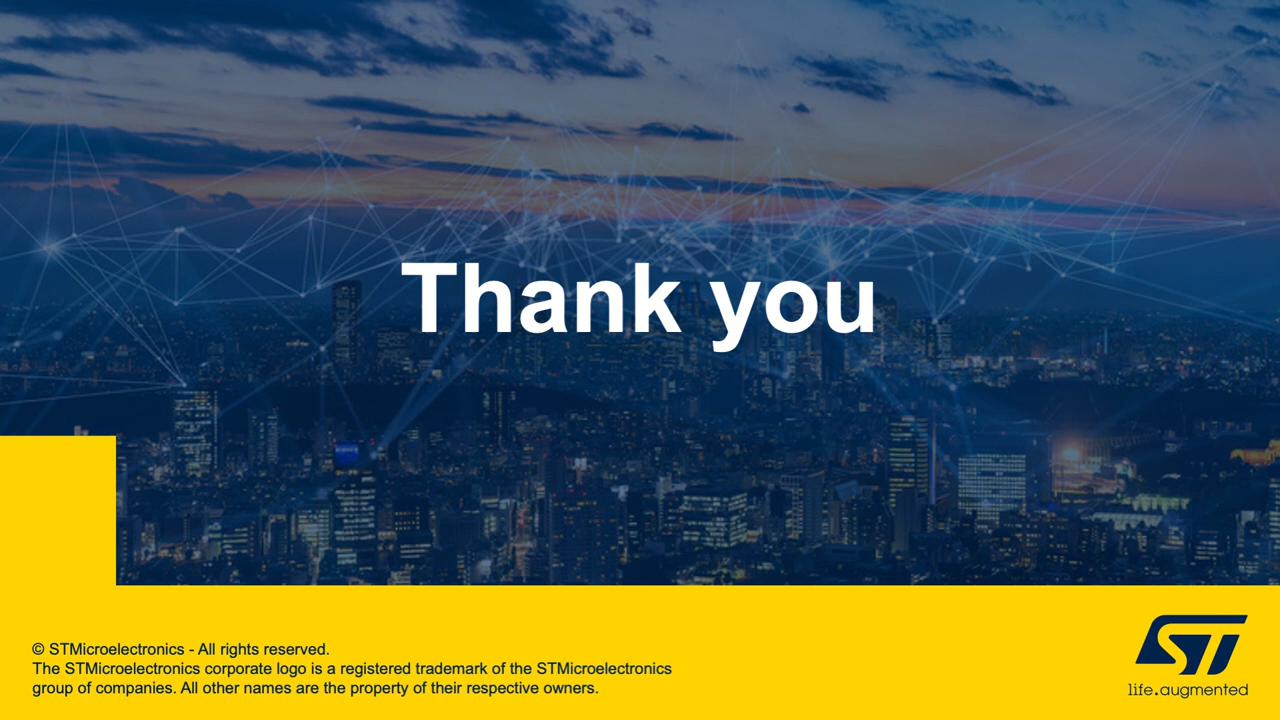 Thank you
© STMicroelectronics - All rights reserved.
The STMicroelectronics corporate logo is a registered trademark of the STMicroelectronics
group of companies. All other names are the property of their respective owners.
ST
life.augmented